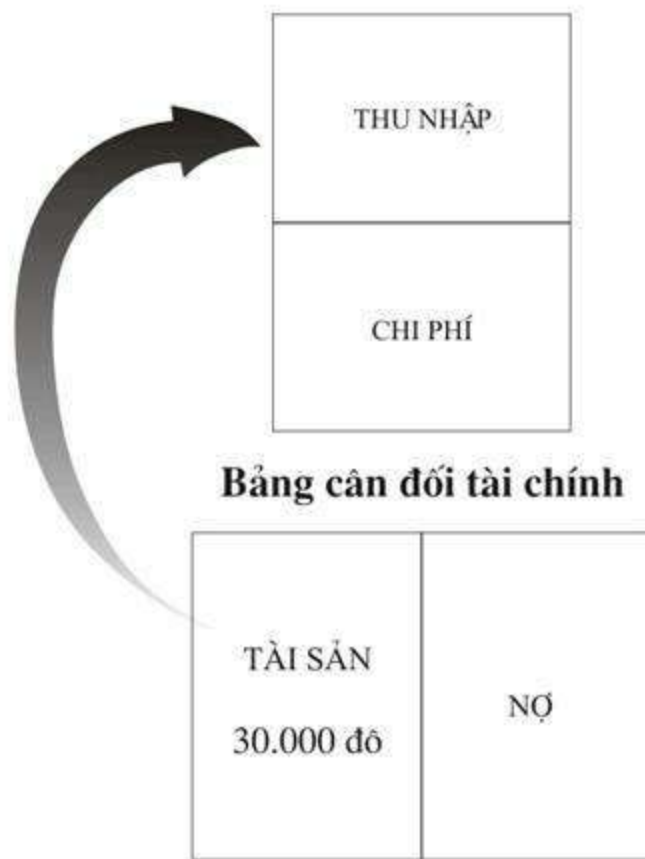 THU NHẬP
CHI PHÍ
Bảng cân đối tài chính
TÀI SẢN
30.000 đô
NỢ